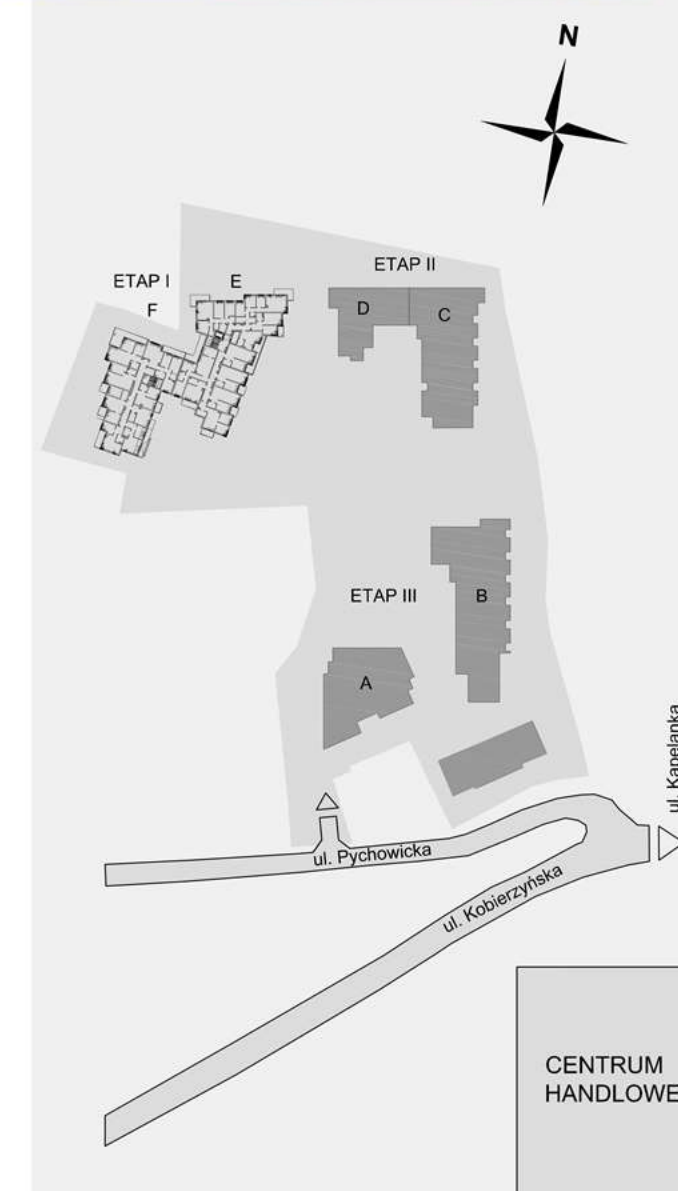 N
ETAP II
ETAP I
E
F
D
C
ETAP III
B
A
ul. Kapelanka
ul. Pychowicka
ul. Kobierzyńska
CENTRUM
HANDLOWE